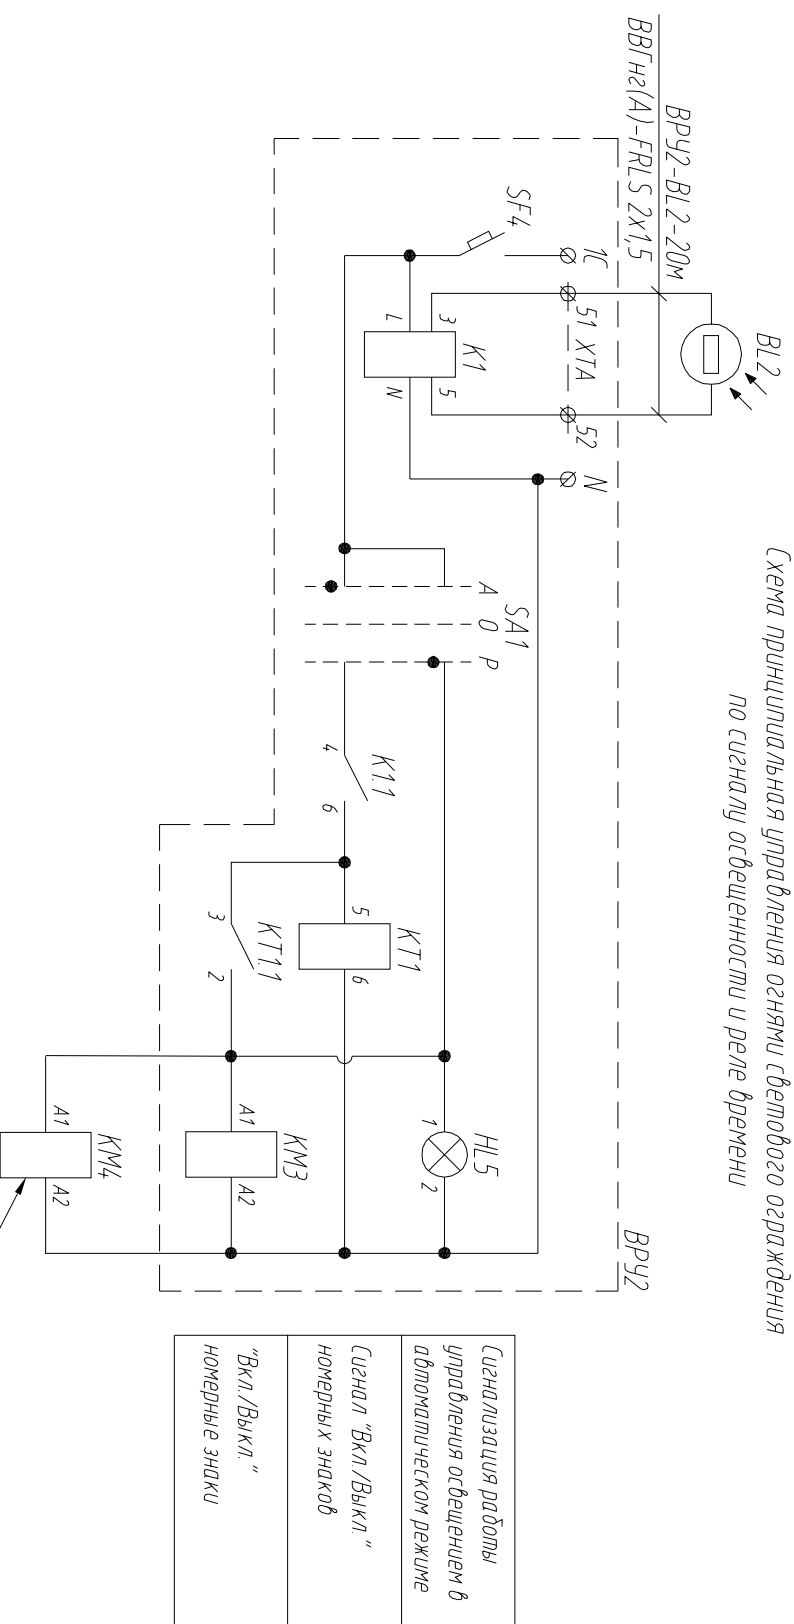 Схема принципиальная управления огнями светового ограждения
по сигналу освещенности и реле времени
BL2
ВРУ2-BL2-20м
ВВГнг(А)-FRLS 2х1,5
ВРУ2
1С
51 ХТА
52
N
SF4
3
K1
5
L
N
A
O
P
SA1
K1.1
4
6
5
KT1
6
KT1.1
3
2
HL5
1
2
KM3
A1
A2
KM4
A1
A2
Сигнализация работы
управления освещением в
автоматическом режиме
Сигнал "Вкл./Выкл."
номерных знаков
"Вкл./Выкл."
номерные знаки